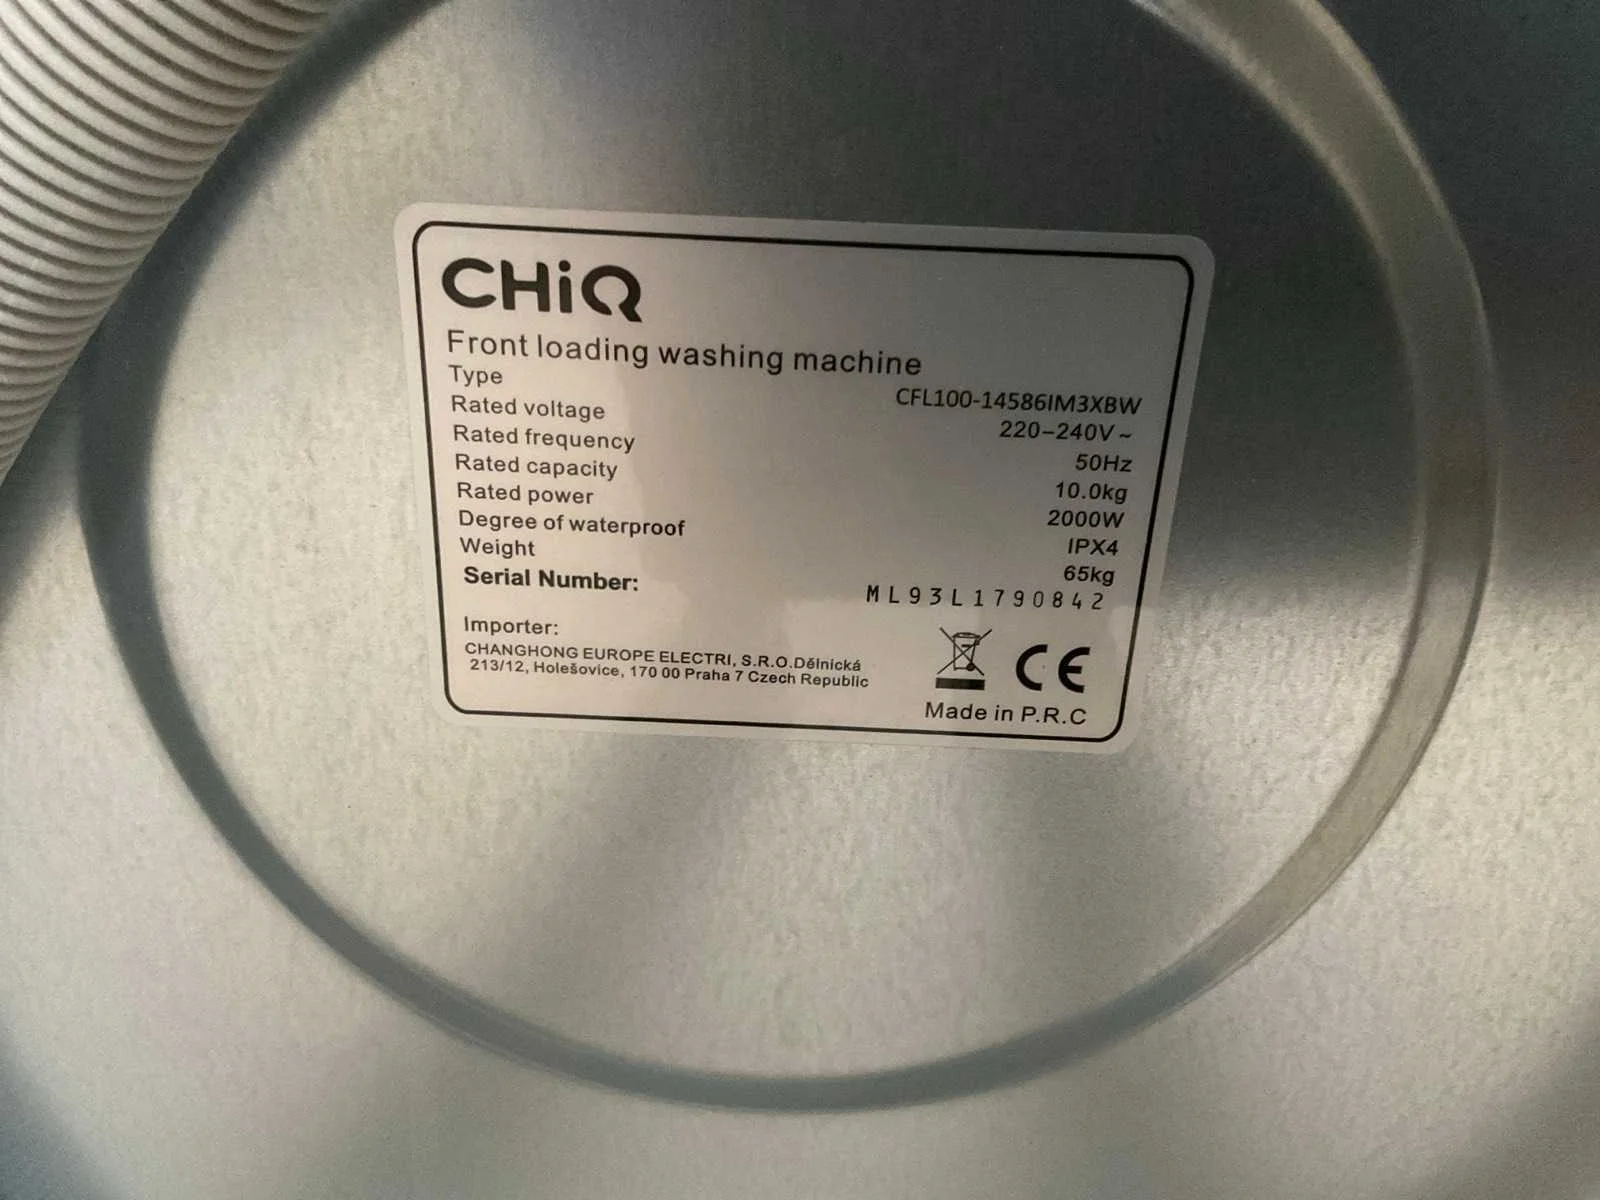 CHiQ
Front loading washing machine
Type CFL100-14586IM3XBW
Rated voltage 220–240V~
Rated frequency 50Hz
Rated capacity 10.0kg
Rated power 2000W
Degree of waterproof IPX4
Weight 65kg
Serial Number: ML93L1790842
Importer:
CHANGHONG EUROPE ELECTRI, S.R.O.Dělnická
213/12, Holešovice, 170 00 Praha 7 Czech Republic
CE
Made in P.R.C